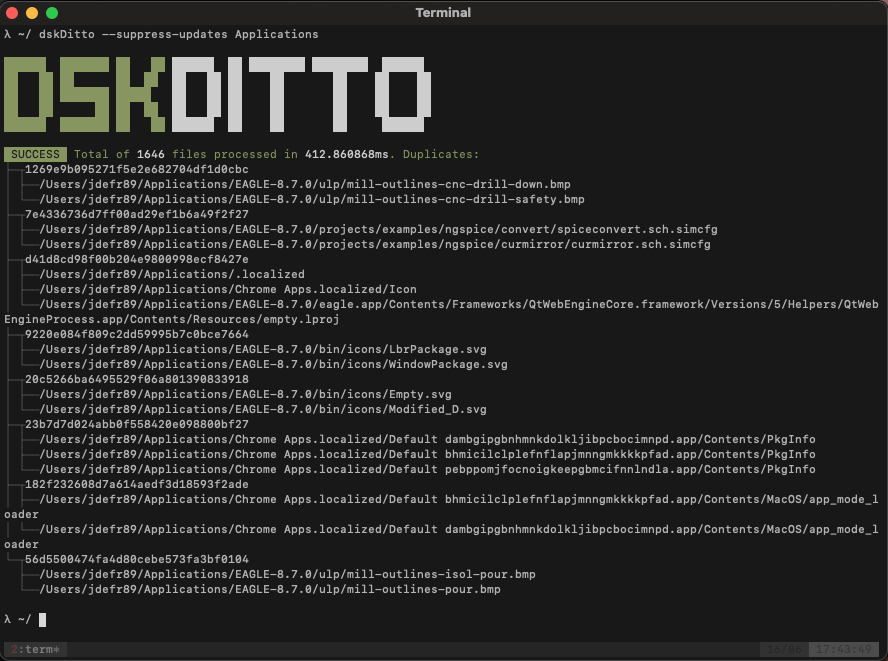 Terminal
λ ~/ dskDitto --suppress-updates Applications
DSKDITTO
SUCCESS Total of 1646 files processed in 412.860868ms. Duplicates:
1269e9b095271f5e2e682704df1d0cbc
/Users/jdefr89/Applications/EAGLE-8.7.0/ulp/mill-outlines-cnc-drill-down.bmp
/Users/jdefr89/Applications/EAGLE-8.7.0/ulp/mill-outlines-cnc-drill-safety.bmp
7e4336736d7ff00ad29ef1b6a49f2f27
/Users/jdefr89/Applications/EAGLE-8.7.0/projects/examples/ngspice/convert/spiceconvert.sch.simcfg
/Users/jdefr89/Applications/EAGLE-8.7.0/projects/examples/ngspice/curmirror/curmirror.sch.simcfg
d41d8cd98f00b204e9800998ecf8427e
/Users/jdefr89/Applications/.localized
/Users/jdefr89/Applications/Chrome Apps.localized/Icon
/Users/jdefr89/Applications/EAGLE-8.7.0/eagle.app/Contents/Frameworks/QtWebEngineCore.framework/Versions/5/Helpers/QtWeb
EngineProcess.app/Contents/Resources/empty.lproj
9220e084f809c2dd59995b7c0bce7664
/Users/jdefr89/Applications/EAGLE-8.7.0/bin/icons/LbrPackage.svg
/Users/jdefr89/Applications/EAGLE-8.7.0/bin/icons/WindowPackage.svg
20c5266ba6495529f06a801390833918
/Users/jdefr89/Applications/EAGLE-8.7.0/bin/icons/Empty.svg
/Users/jdefr89/Applications/EAGLE-8.7.0/bin/icons/Modified_D.svg
23b7d7d024abb0f558420e098800bf27
/Users/jdefr89/Applications/Chrome Apps.localized/Default dambgipgbnhmnkdolkljibpcbocimnpd.app/Contents/PkgInfo
/Users/jdefr89/Applications/Chrome Apps.localized/Default bhmicilclplefnflapjmnngmkkkkpfad.app/Contents/PkgInfo
/Users/jdefr89/Applications/Chrome Apps.localized/Default pebppomjfocnoigkeepgbmcifnnlndla.app/Contents/PkgInfo
182f232608d7a614aedf3d18593f2ade
/Users/jdefr89/Applications/Chrome Apps.localized/Default bhmicilclplefnflapjmnngmkkkkpfad.app/Contents/MacOS/app_mode_l
oader
/Users/jdefr89/Applications/Chrome Apps.localized/Default dambgipgbnhmnkdolkljibpcbocimnpd.app/Contents/MacOS/app_mode_l
oader
56d5500474fa4d80cebe573fa3bf0104
/Users/jdefr89/Applications/EAGLE-8.7.0/ulp/mill-outlines-isol-pour.bmp
/Users/jdefr89/Applications/EAGLE-8.7.0/ulp/mill-outlines-pour.bmp
λ ~/
2:term* 17:43:49